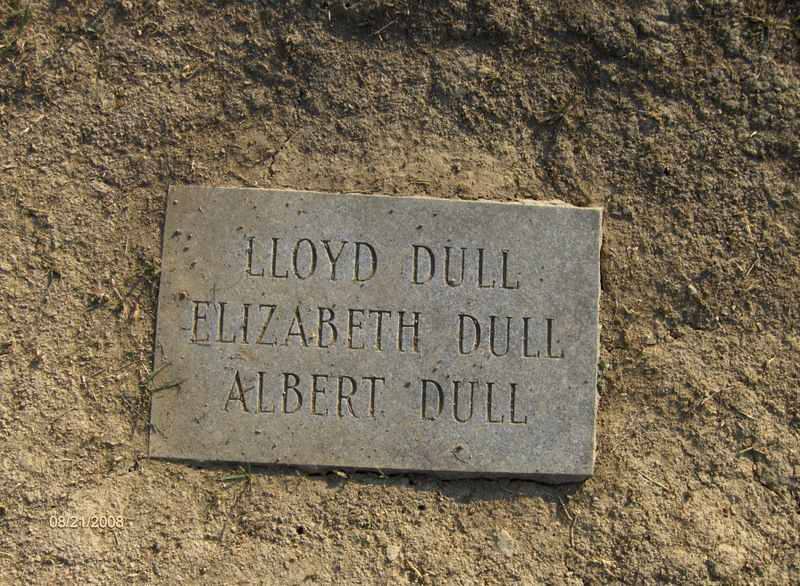 LLOYD DULL
ELIZABETH DULL
ALBERT DULL
08/21/2008